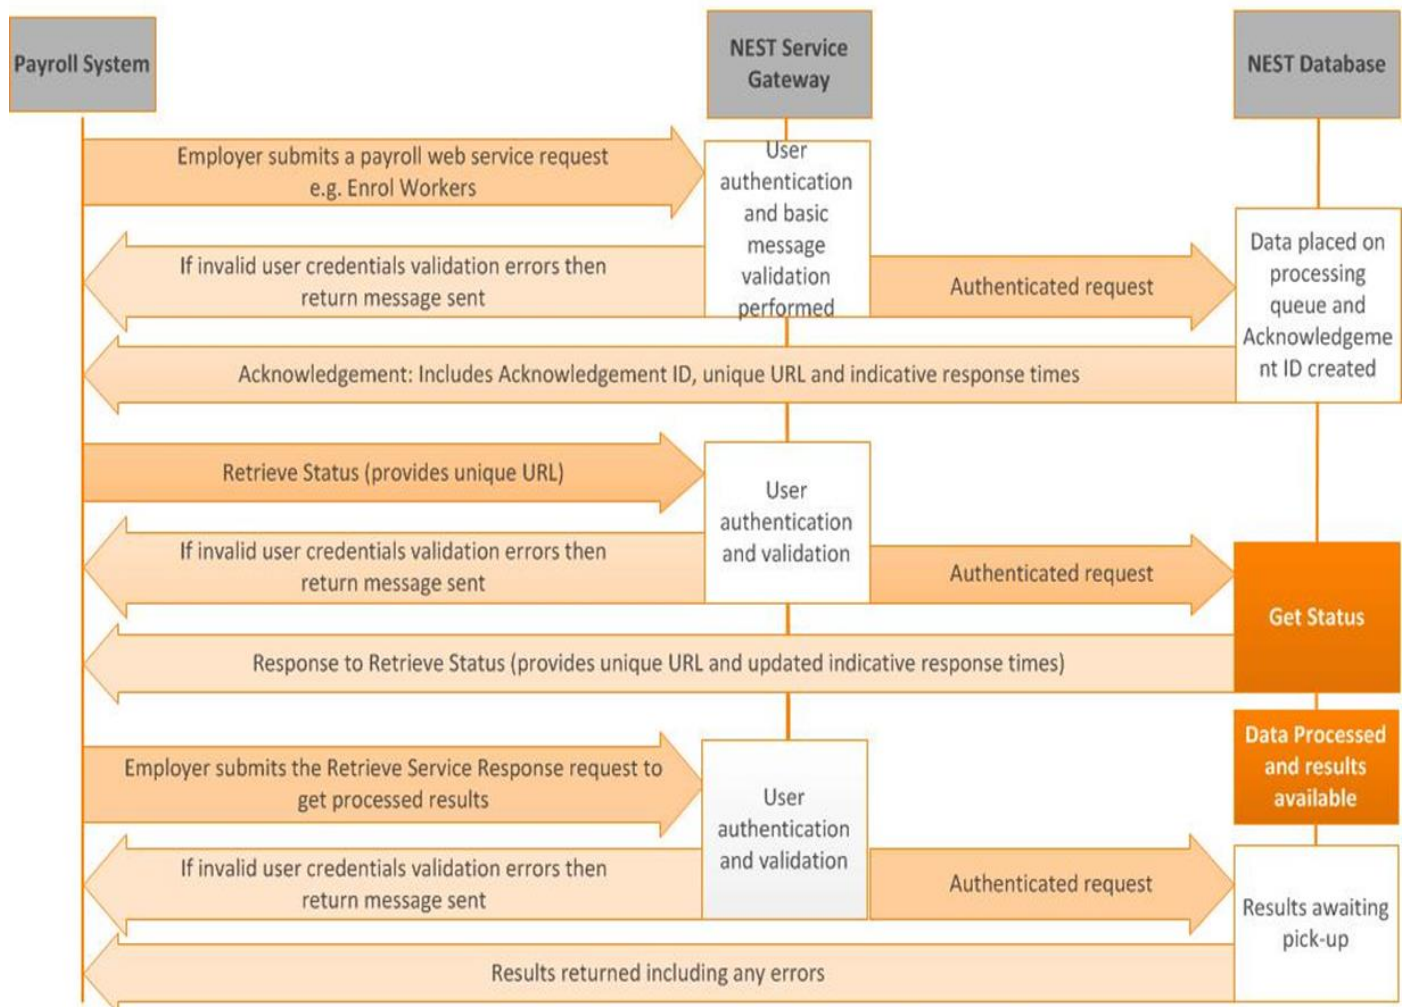 Payroll System
NEST Service
Gateway
NEST Database
Employer submits a payroll web service request
e.g. Enrol Workers
User
authentication
and basic
message
validation
performed
If invalid user credentials validation errors then
return message sent
Authenticated request
Data placed on
processing
queue and
Acknowledgeme
nt ID created
Acknowledgement: Includes Acknowledgement ID, unique URL and indicative response times
Retrieve Status (provides unique URL)
User
authentication
and validation
If invalid user credentials validation errors then
return message sent
Authenticated request
Get Status
Response to Retrieve Status (provides unique URL and updated indicative response times)
Data Processed
and results
available
Employer submits the Retrieve Service Response request to
get processed results
User
authentication
and validation
If invalid user credentials validation errors then
return message sent
Authenticated request
Results awaiting
pick-up
Results returned including any errors